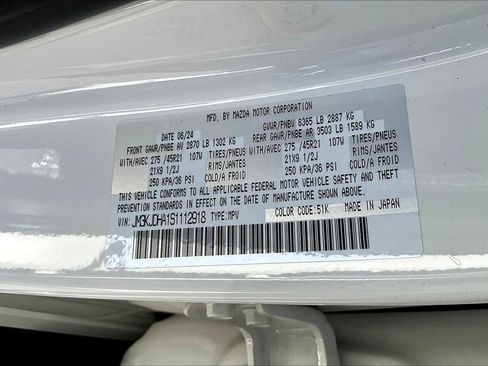 MFD. BY MAZDA MOTOR CORPORATION
DATE 06/24 GVWR/PNBV 6365 LB 2887 KG
FRONT GAWR/PNBE AV 2870 LB 1302 KG REAR GAWR/PNBE AR 3503 LB 1589 KG
WITH/AVEC 275 /45R21 107W TIRES/PNEUS WITH/AVEC 275 /45R21 107W TIRES/PNEUS
21X9 1/2J 21X9 1/2J
250 KPA/36 PSI COLD/A FROID 250 KPA/36 PSI COLD/A FROID
THIS VEHICLE CONFORMS TO ALL APPLICABLE FEDERAL MOTOR VEHICLE SAFETY, BUMPER, AND THEFT
PREVENTION STANDARDS IN EFFECT ON THE DATE OF MANUFACTURE SHOWN ABOVE.
VIN: JM3KJDHA1S1112918 TYPE: MPV COLOR CODE: 51K MADE IN JAPAN